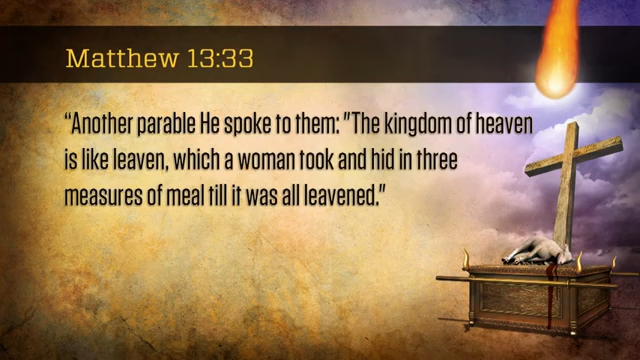 Matthew 13:33
“Another parable He spoke to them: "The kingdom of heaven
is like leaven, which a woman took and hid in three
measures of meal till it was all leavened."